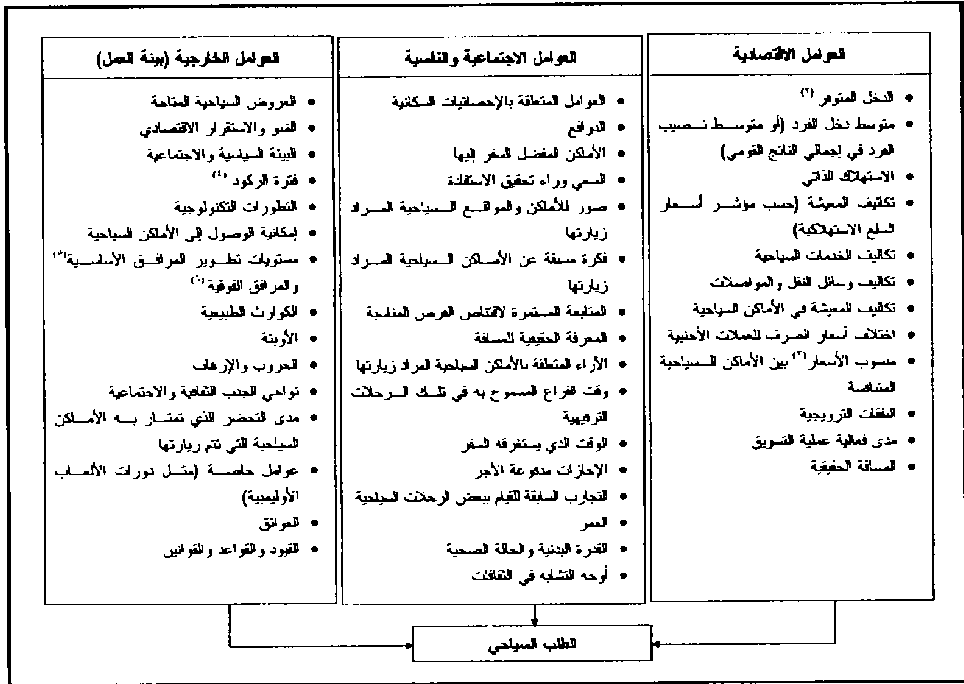 العوامل الاقتصادية
الدخل المتوفر (٢)
متوسط دخل الفرد (أو متوسط نصيب
الفرد في إجمالي الناتج القومي)
الاستهلاك الذاتي
تكاليف المعيشة (حسب مؤشر أسعار
السلع الاستهلاكية)
تكاليف الخدمات السياحية
تكاليف وسائل النقل والمواصلات
تكاليف المعيشة في الأماكن السياحية
اختلاف أسعار الصرف للعملات الأجنبية
منسوب الأسعار(٣) بين الأماكن السياحية
المتنافسة
النفقات الترويجية
مدى فعالية عملية التسويق
المسافة الحقيقية
العوامل الاجتماعية والنفسية
العوامل المتعلقة بالإحصائيات السكانية
الدوافع
الأماكن المفضل السفر إليها
السعي وراء تحقيق الاستفادة
صور للأماكن والمواقع السياحية المراد
زيارتها
فكرة مسبقة عن الأماكن السياحية المراد
زيارتها
المتابعة المستمرة لاقتناص الفرص المتاحة
المعرفة الحقيقية للمسافة
الآراء المتعلقة بالأماكن السياحية المراد زيارتها
وقت الفراغ المسموح به في تلك الرحلات
الترفيهية
الوقت الذي يستغرقه السفر
الإجازات مدفوعة الأجر
التجارب السابقة للقيام ببعض الرحلات السياحية
العمر
القدرة البدنية والحالة الصحية
أوجه التشابه في الثقافات
العوامل الخارجية (بيئة العمل)
العروض السياحية المتاحة
النمو والاستقرار الاقتصادي
البيئة السياسية والاجتماعية
فترة الركود (٤)
التطورات التكنولوجية
إمكانية الوصول إلى الأماكن السياحية
مستويات تطوير المرافق الأساسية(٥)
والمرافق الفوقية(٦)
الكوارث الطبيعية
الأوبئة
الحروب والإرهاب
نواحي الجذب الثقافية والاجتماعية
مدى التحضر الذي تمتاز به الأماكن
السياحية التي تتم زيارتها
عوامل خاصة (مثل دورات الألعاب
الأوليمبية)
العوائق
القيود والقواعد والقوانين
الطلب السياحي